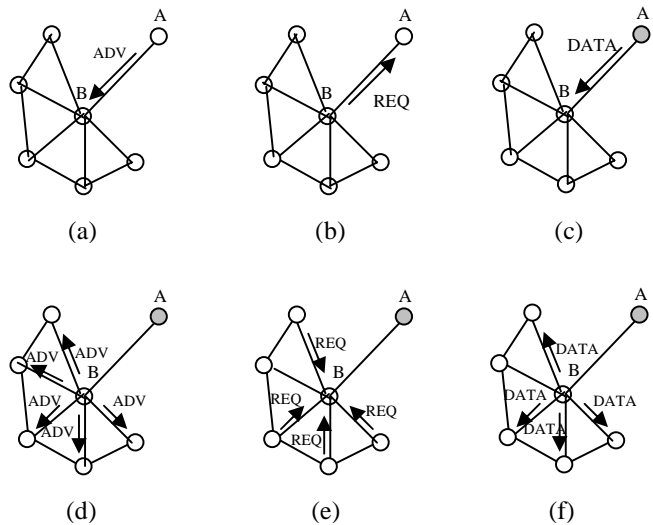 A
ADV
B
(a)
A
B
REQ
(b)
A
DATA
B
(c)
A
ADV
ADV
B
ADV
ADV
ADV
(d)
A
REQ
B
REQ
REQ
REQ
(e)
A
DATA
B
DATA
DATA
DATA
(f)